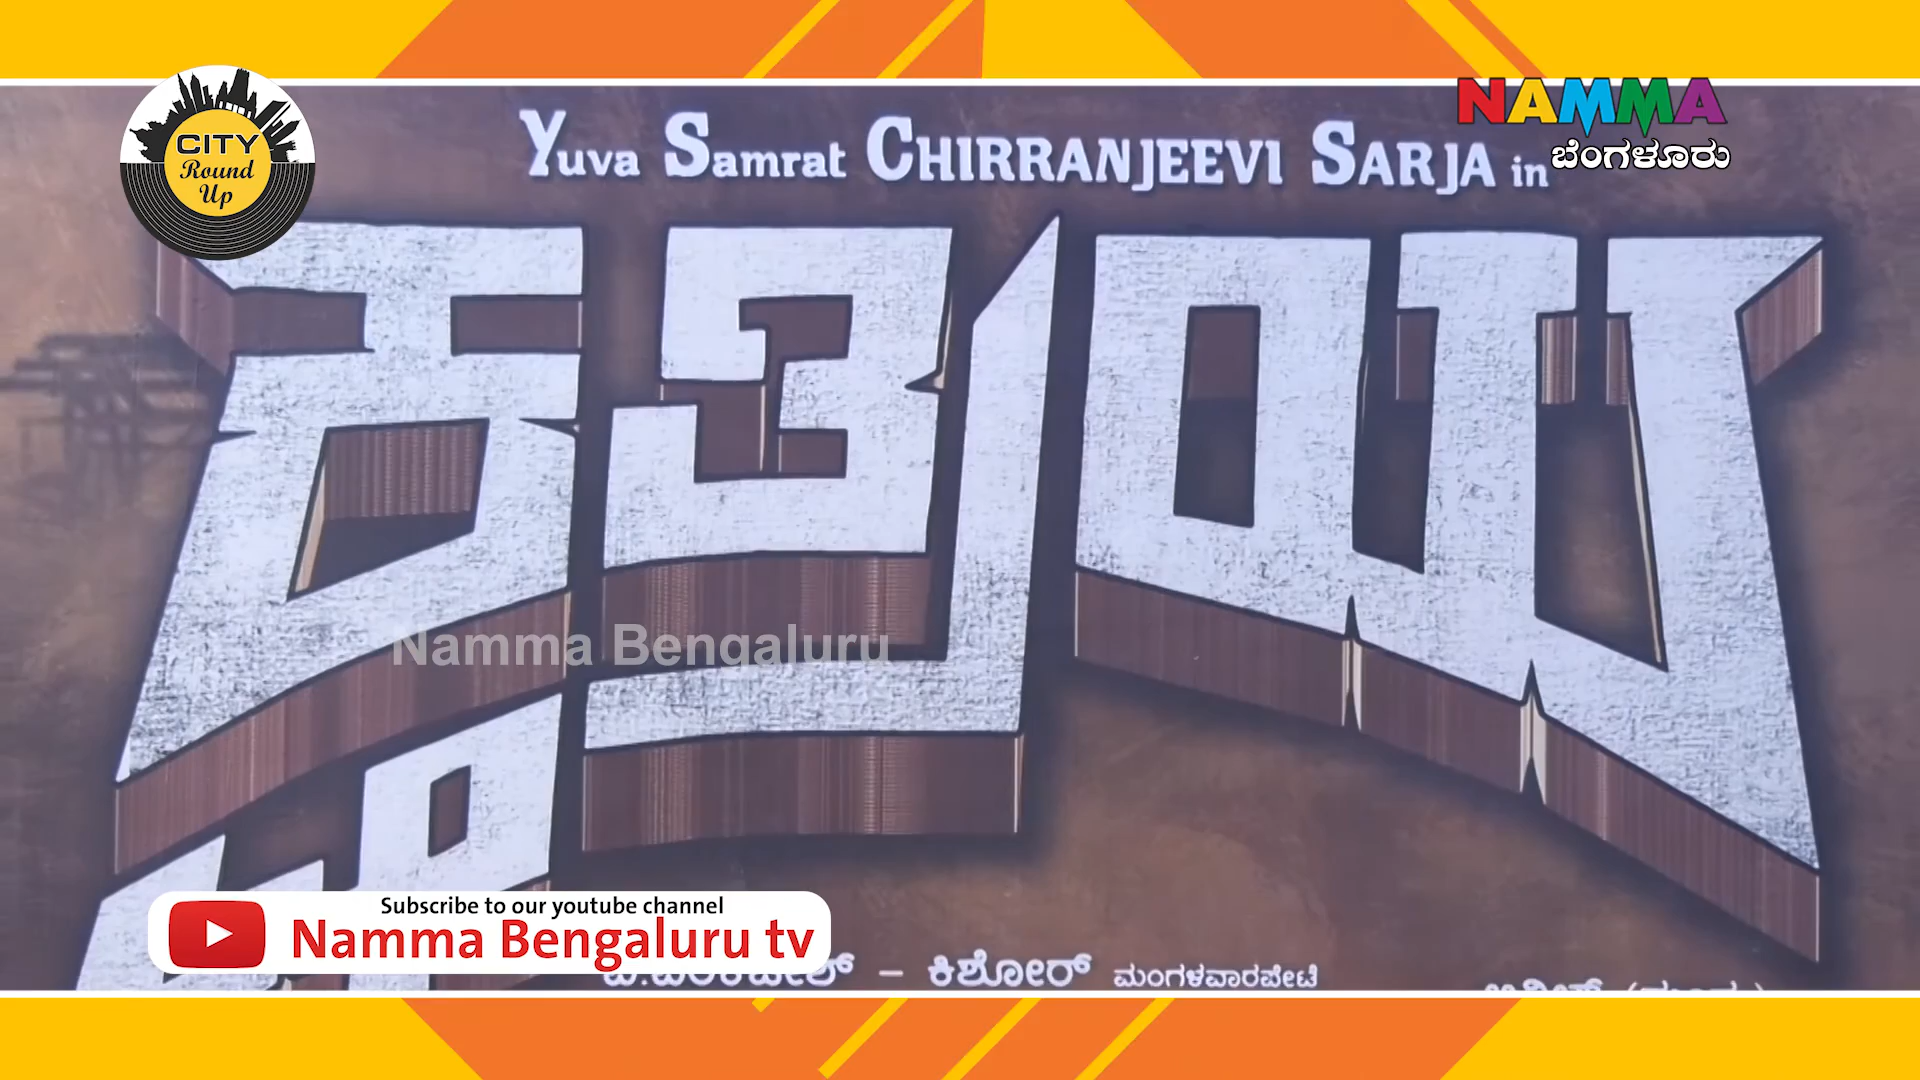 CITY
Round
Up
NAMMA
ಬೆಂಗಳೂರು
Yuva Samrat CHIRRANJEEVI SARJA in
ಕ್ಷತ್ರಿಯ
Namma Bengaluru
Subscribe to our youtube channel
Namma Bengaluru tv
– ಕಿಶೋರ್ ಮಂಗಳವಾರಪೇಟೆ